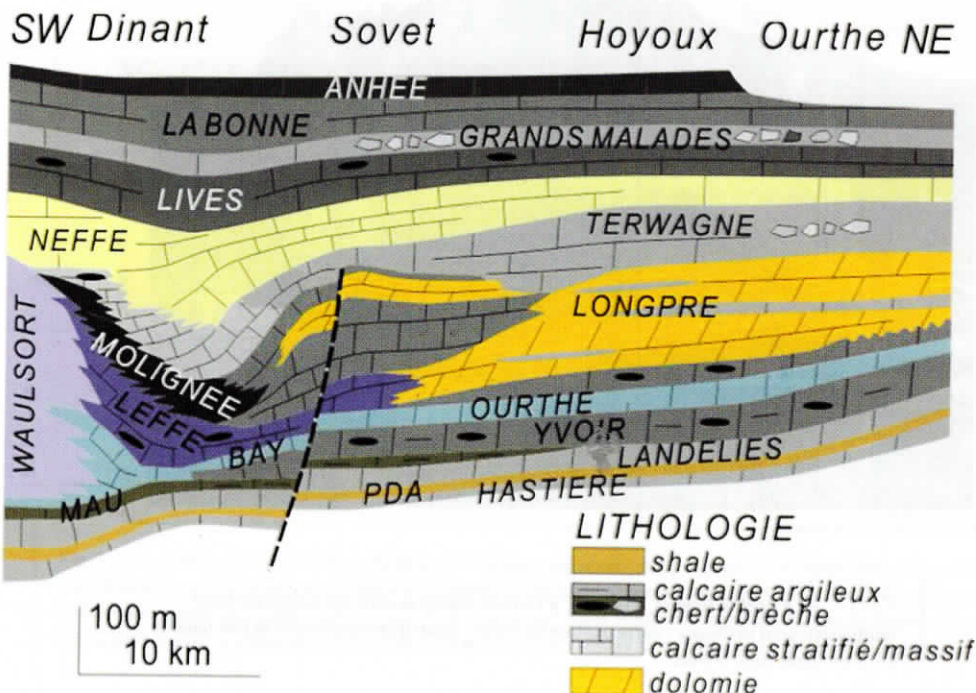 SW Dinant Sovet Hoyoux Ourthe NE
ANHEE
LA BONNE
GRANDS MALADES
LIVES
TERWAGNE
NEFFE
LONGPRE
WAULSORT
MOLIGNEE
LEFFE
OURTHE
YVO'R
BAY
LANDELIES
MAU
PDA HASTIERE
LITHOLOGIE
shale
calcaire argileux
chert/brèche
calcaire stratifié/massif
dolomie
100 m
10 km